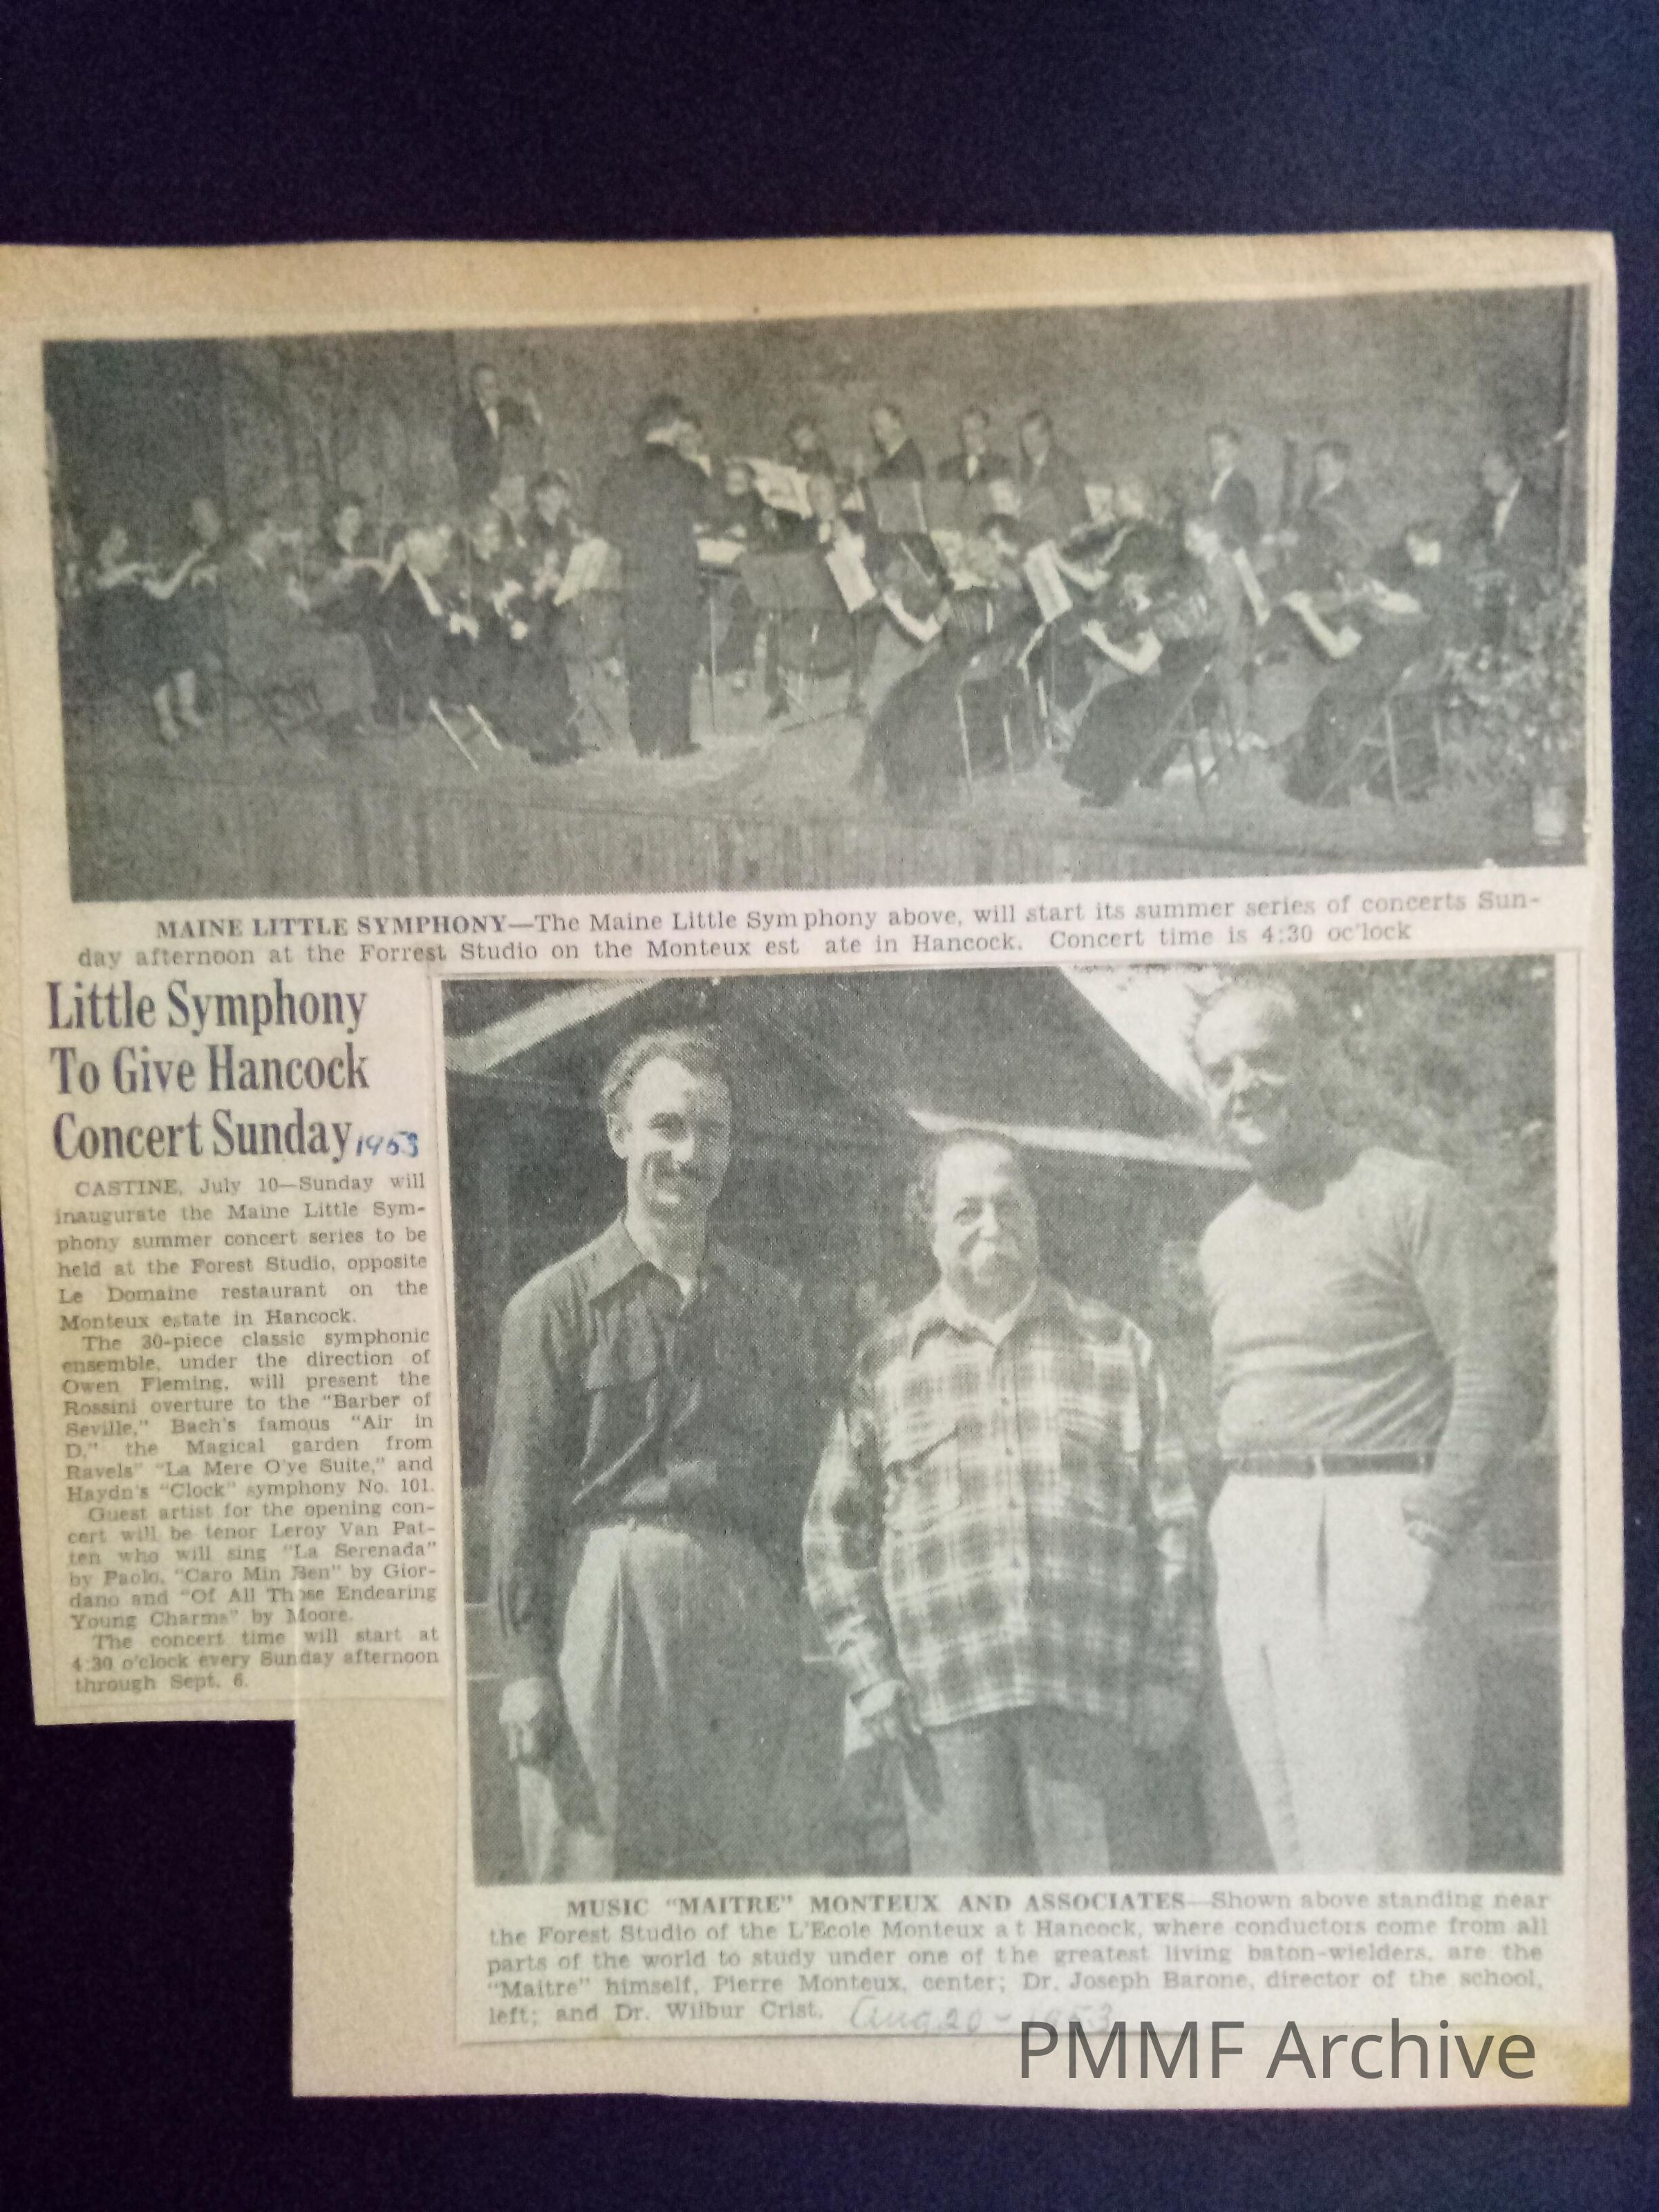 MAINE LITTLE SYMPHONY—The Maine Little Sym phony above, will start its summer series of concerts Sun-
day afternoon at the Forrest Studio on the Monteux est ate in Hancock. Concert time is 4:30 oc'lock
Little Symphony
To Give Hancock
Concert Sunday 1953
CASTINE, July 10—Sunday will
inaugurate the Maine Little Sym-
phony summer concert series to be
held at the Forest Studio, opposite
Le Domaine restaurant on the
Monteux estate in Hancock.
The 30-piece classic symphonic
ensemble, under the direction of
Owen Fleming, will present the
Rossini overture to the "Barber of
Seville," Bach's famous "Air in
D," the Magical garden from
Ravels" "La Mere O'ye Suite," and
Haydn's "Clock" symphony No. 101.
Guest artist for the opening con-
cert will be tenor Leroy Van Pat-
ten who will sing "La Serenada"
by Paolo, "Caro Min Ben" by Gior-
dano and "Of All Those Endearing
Young Charms" by Moore.
The concert time will start at
4:30 o'clock every Sunday afternoon
through Sept. 6.
MUSIC "MAITRE" MONTEUX AND ASSOCIATES—Shown above standing near
the Forest Studio of the L'Ecole Monteux at Hancock, where conductors come from all
parts of the world to study under one of the greatest living baton-wielders, are the
"Maitre" himself, Pierre Monteux, center; Dr. Joseph Barone, director of the school,
left; and Dr. Wilbur Crist. Aug 20 - 1953
PMMF Archive